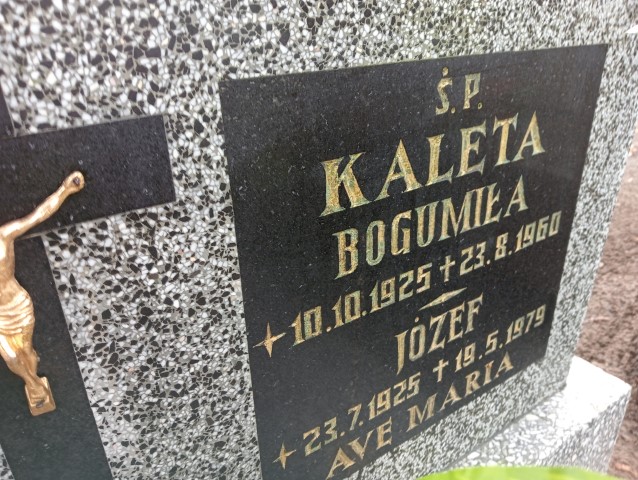 Ś.P.
KALETA
BOGUMIŁA
10.10.1925 ✝ 23.8.1960
JÓZEF
23.7.1925 ✝ 19.5.1979
AVE MARIA